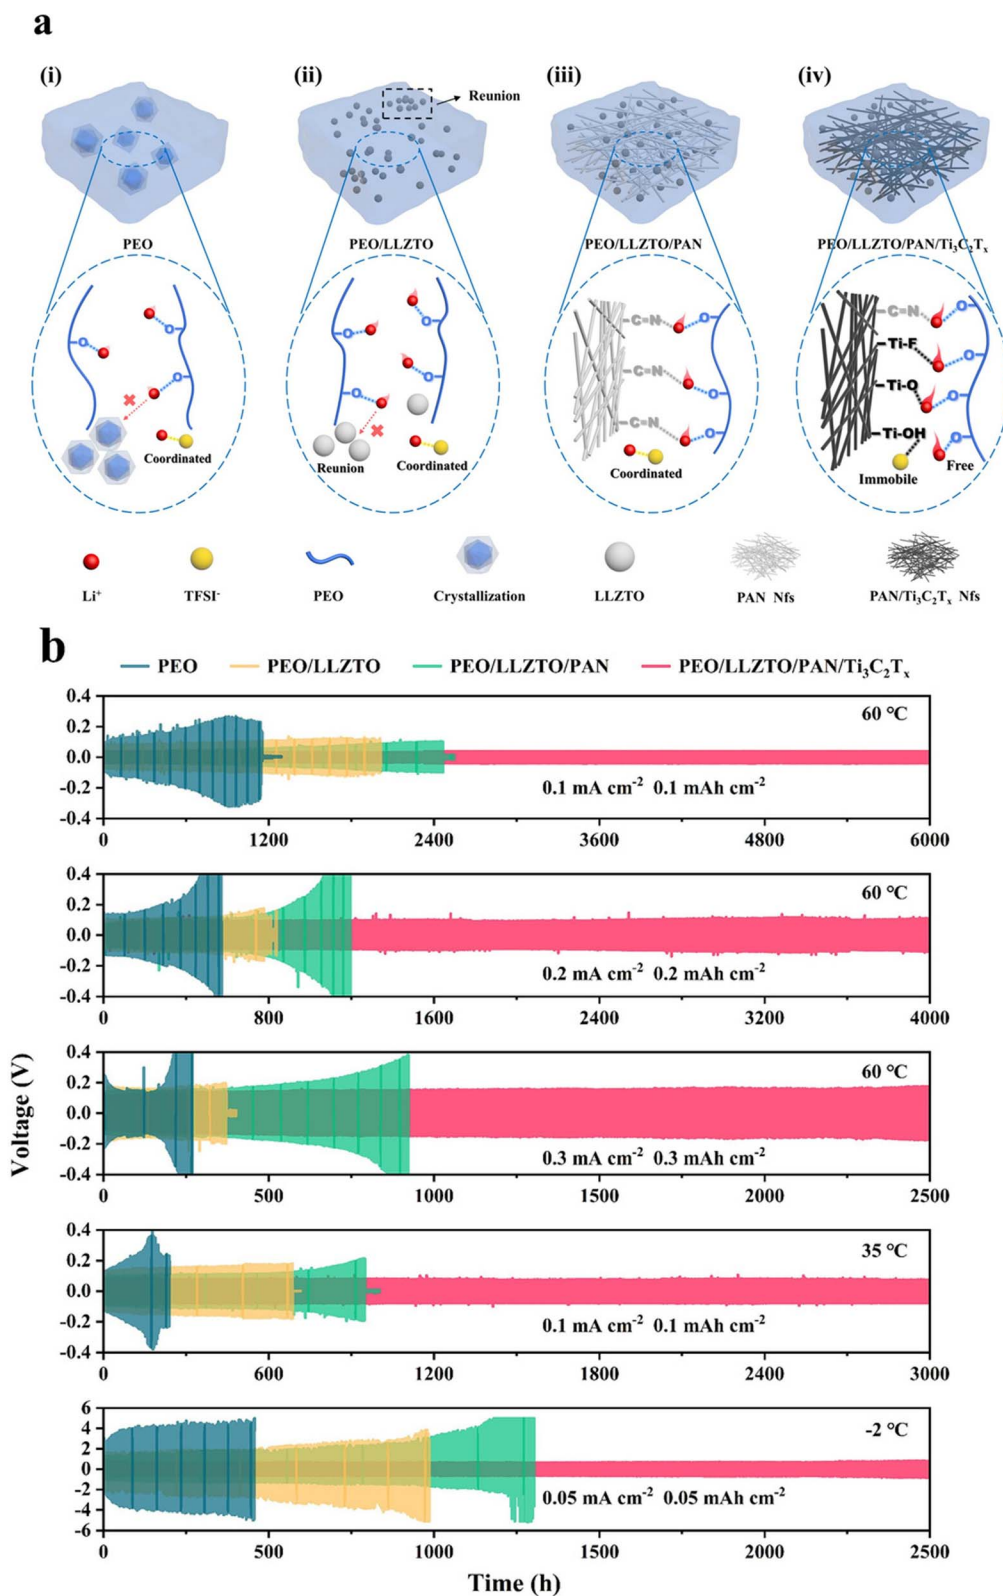 a
(i) (ii) (iii) (iv)
Reunion
PEO PEO/LLZTO PEO/LLZTO/PAN PEO/LLZTO/PAN/Ti₃C₂Tₓ
O O
O
Coordinated
O O
O
Reunion Coordinated
C=N O
C=N O
C=N O
Coordinated
C=N O
Ti-F O
Ti-O O
Ti-OH O
Immobile Free
Li⁺ TFSI⁻ PEO Crystallization LLZTO PAN Nfs PAN/Ti₃C₂Tₓ Nfs
b
PEO PEO/LLZTO PEO/LLZTO/PAN PEO/LLZTO/PAN/Ti₃C₂Tₓ
Voltage (V)
0.4
0.2
0.0
-0.2
-0.4
60 °C
0.1 mA cm⁻² 0.1 mAh cm⁻²
0 1200 2400 3600 4800 6000
0.4
0.2
0.0
-0.2
-0.4
60 °C
0.2 mA cm⁻² 0.2 mAh cm⁻²
0 800 1600 2400 3200 4000
0.4
0.2
0.0
-0.2
-0.4
60 °C
0.3 mA cm⁻² 0.3 mAh cm⁻²
0 500 1000 1500 2000 2500
0.4
0.2
0.0
-0.2
-0.4
35 °C
0.1 mA cm⁻² 0.1 mAh cm⁻²
0 600 1200 1800 2400 3000
6
4
2
0
-2
-4
-6
-2 °C
0.05 mA cm⁻² 0.05 mAh cm⁻²
0 500 1000 1500 2000 2500
Time (h)